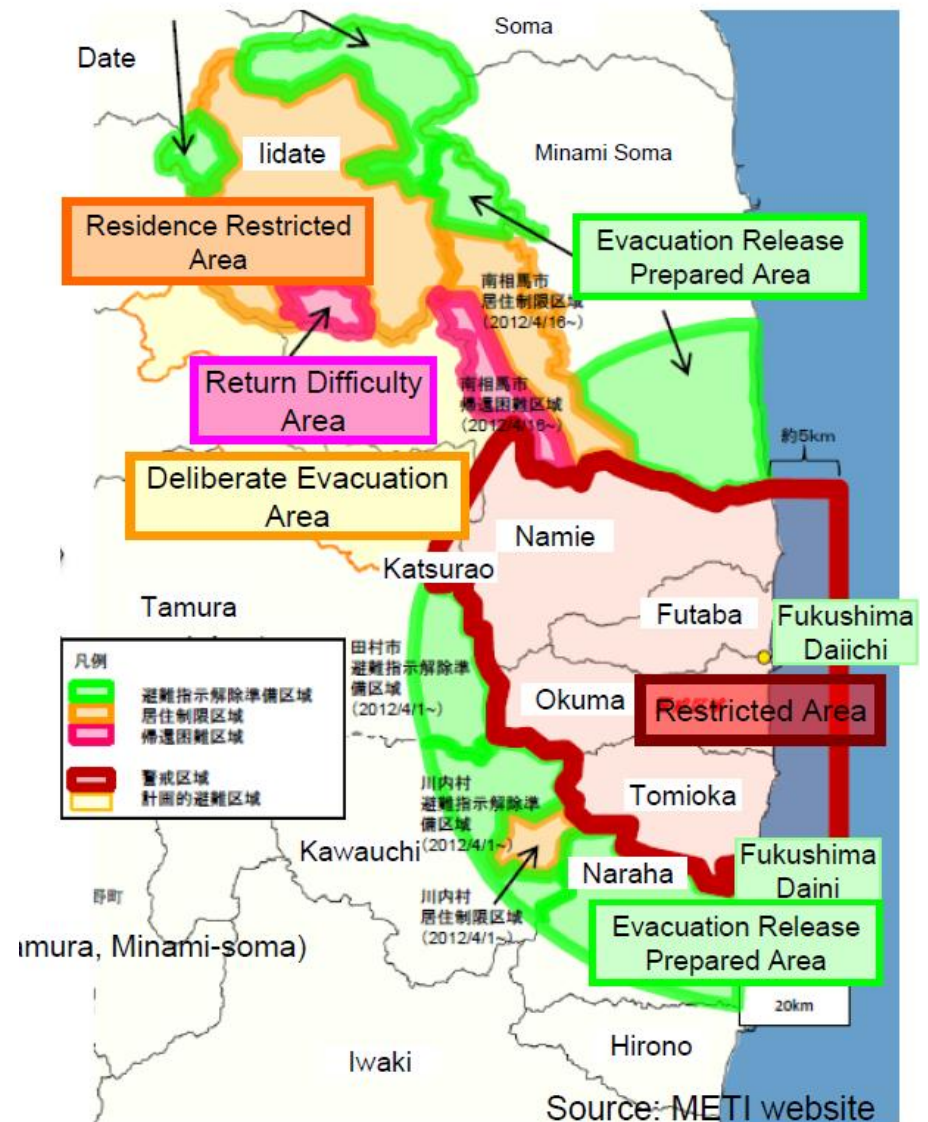 Soma
Date
Iidate
Minami Soma
Residence Restricted
Area
Evacuation Release
Prepared Area
南相馬市
居住制限区域
(2012/4/16~)
Return Difficulty
Area
南相馬市
帰還困難区域
(2012/4/16~)
約5km
Deliberate Evacuation
Area
Namie
Katsurao
Tamura
Futaba
Fukushima
Daiichi
凡例
避難指示解除準備区域
居住制限区域
帰還困難区域
警戒区域
計画的避難区域
田村市
避難指示解除準
備区域
(2012/4/1~)
Okuma
Restricted Area
川内村
避難指示解除準
備区域
(2012/4/1~)
Tomioka
Kawauchi
Naraha
Fukushima
Daini
野町
川内村
居住制限区域
(2012/4/1~)
Evacuation Release
Prepared Area
amura, Minami-soma)
20km
Hirono
Iwaki
Source: METI website